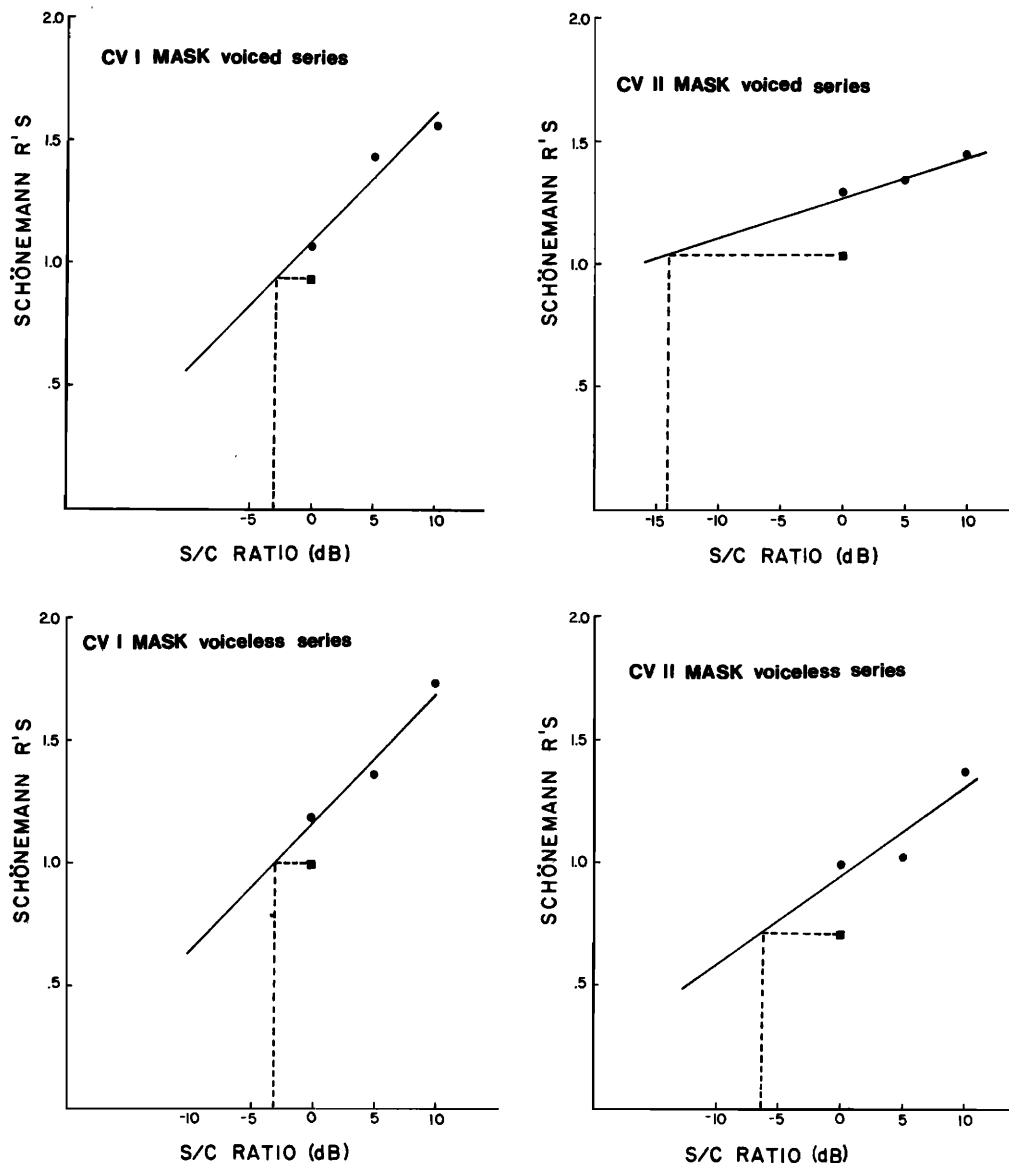 2.0
CV I MASK voiced series
1.5
1.0
.5
SCHÖNEMANN R'S
-5 0 5 10
S/C RATIO (dB)
2.0
CV II MASK voiced series
1.5
1.0
.5
SCHÖNEMANN R'S
-15 -10 -5 0 5 10
S/C RATIO (dB)
2.0
CV I MASK voiceless series
1.5
1.0
.5
SCHÖNEMANN R'S
-10 -5 0 5 10
S/C RATIO (dB)
2.0
CV II MASK voiceless series
1.5
1.0
.5
SCHÖNEMANN R'S
-10 -5 0 5 10
S/C RATIO (dB)